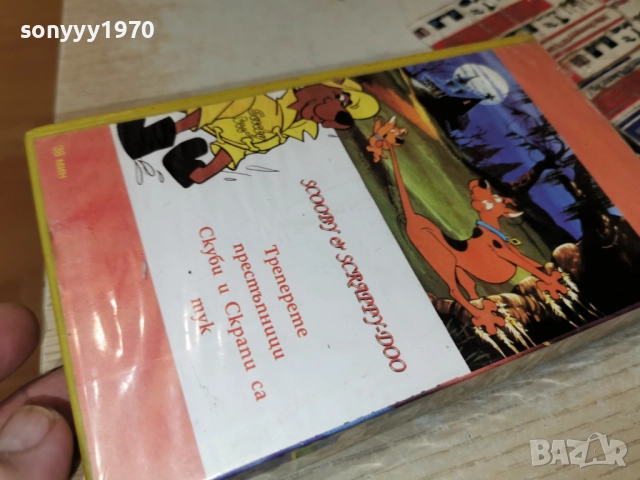 sonyyy1970
SCOOBY & SCRAPPY-DOO
Треперете
престъпници
Скуби и Скрапи са
тук
BAZAR